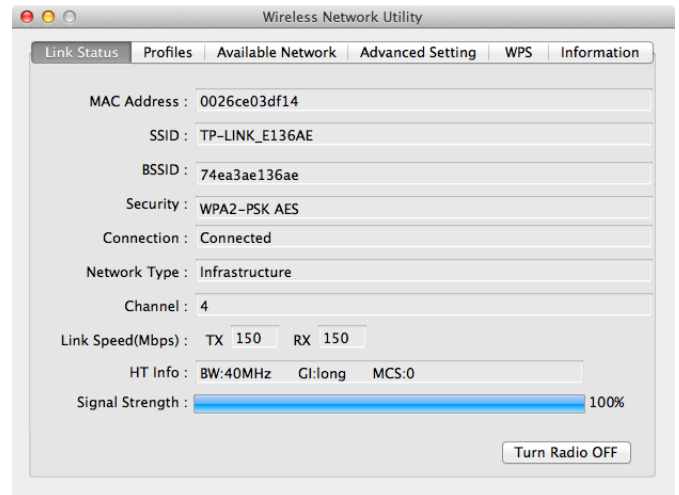 Wireless Network Utility
Link Status Profiles Available Network Advanced Setting WPS Information
MAC Address : 0026ce03df14
SSID : TP-LINK_E136AE
BSSID : 74ea3ae136ae
Security : WPA2-PSK AES
Connection : Connected
Network Type : Infrastructure
Channel : 4
Link Speed(Mbps) : TX 150 RX 150
HT Info : BW:40MHz GI:long MCS:0
Signal Strength : 100%
Turn Radio OFF